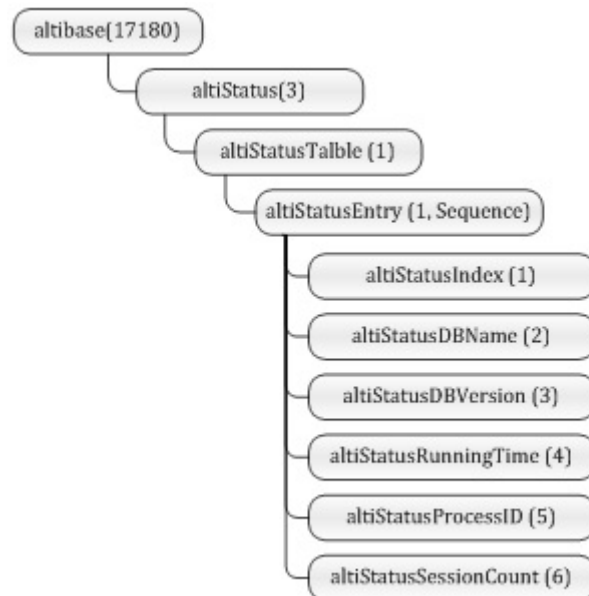 altibase(17180)
altiStatus(3)
altiStatusTalble (1)
altiStatusEntry (1, Sequence)
altiStatusIndex (1)
altiStatusDBName (2)
altiStatusDBVersion (3)
altiStatusRunningTime (4)
altiStatusProcessID (5)
altiStatusSessionCount (6)